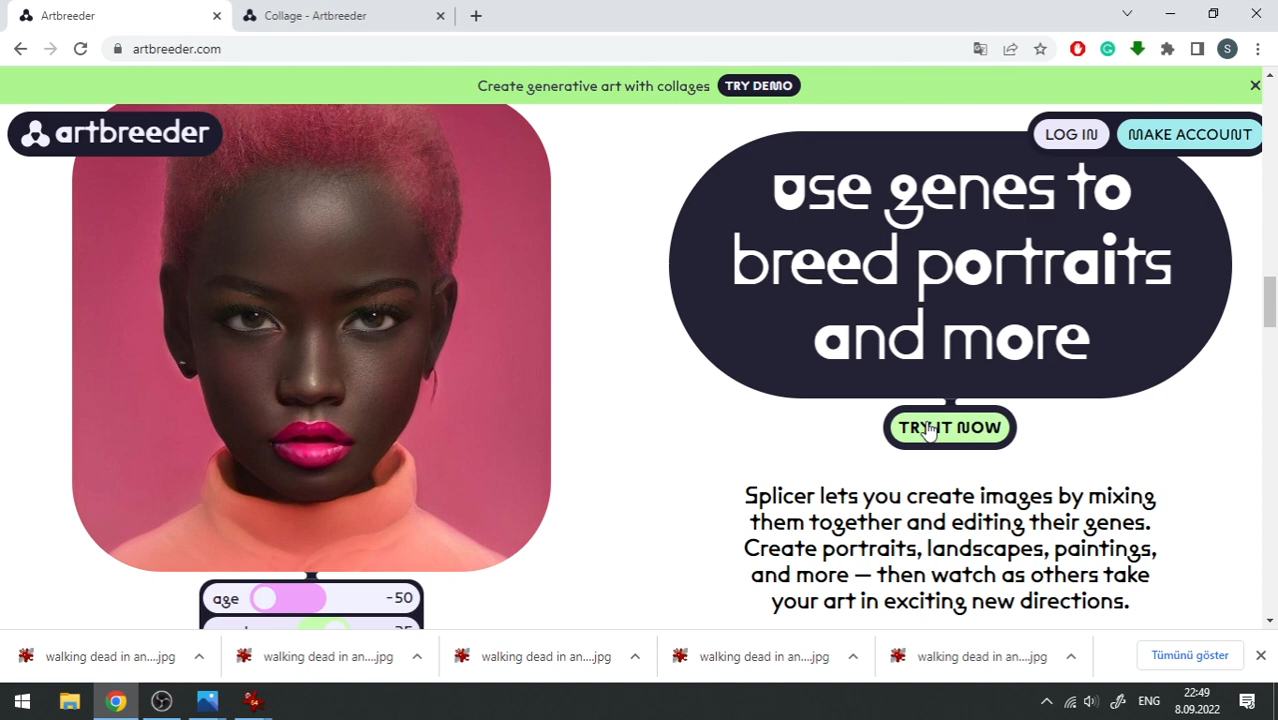 Artbreeder
Collage - Artbreeder
artbreeder.com
S
Create generative art with collages
TRY DEMO
artbreeder
LOG IN
MAKE ACCOUNT
use genes to
breed portraits
and more
TRY IT NOW
Splicer lets you create images by mixing
them together and editing their genes.
Create portraits, landscapes, paintings,
and more — then watch as others take
your art in exciting new directions.
age
-50
walking dead in an....jpg
walking dead in an....jpg
walking dead in an....jpg
walking dead in an....jpg
walking dead in an....jpg
Tümünü göster
64
ENG
22:49
8.09.2022